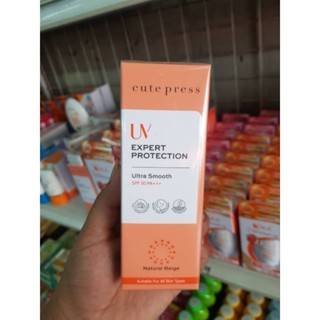 cute press
UV
EXPERT
PROTECTION
Ultra Smooth
SPF 50 PA+++
Natural Beige
Suitable For All Skin Types